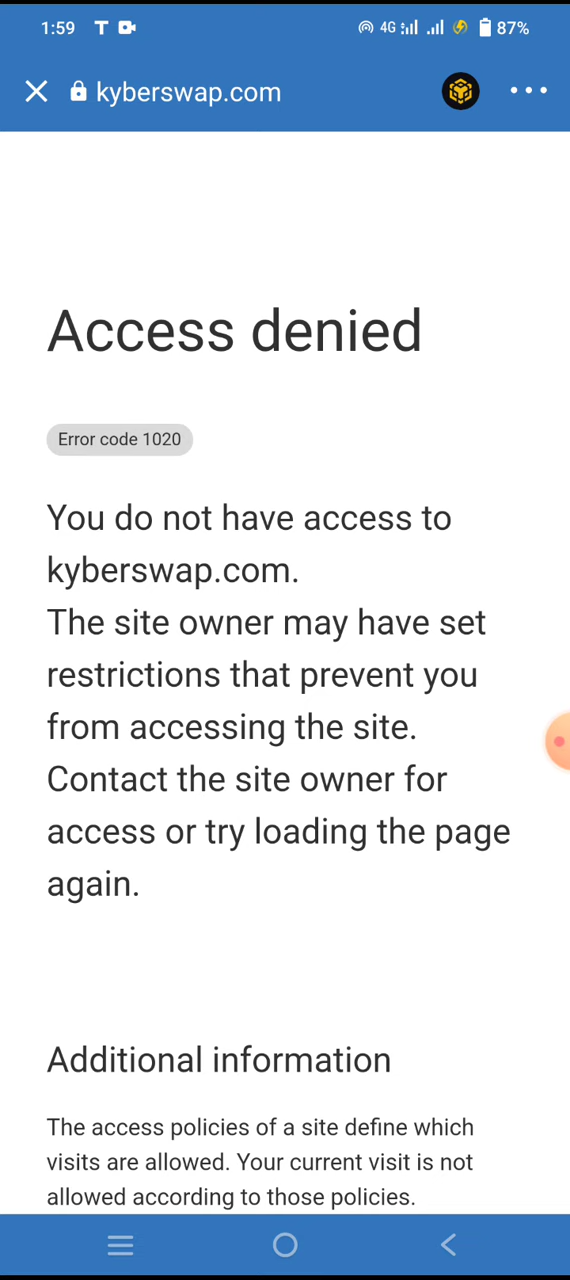 1:59 T 4G 87%
kyberswap.com
Access denied
Error code 1020
You do not have access to
kyberswap.com.
The site owner may have set
restrictions that prevent you
from accessing the site.
Contact the site owner for
access or try loading the page
again.
Additional information
The access policies of a site define which
visits are allowed. Your current visit is not
allowed according to those policies.